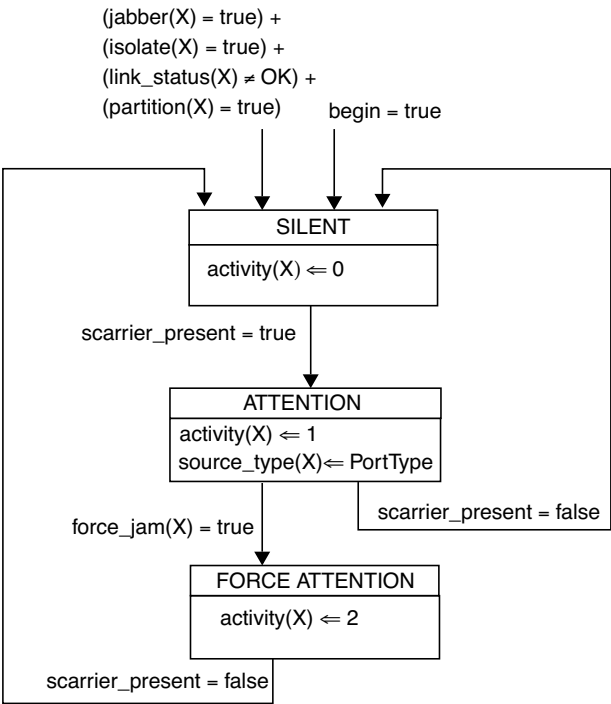 (jabber(X) = true) +
(isolate(X) = true) +
(link_status(X) ≠ OK) +
(partition(X) = true)
begin = true
SILENT
activity(X) ⇐ 0
scarrier_present = true
ATTENTION
activity(X) ⇐ 1
source_type(X)⇐ PortType
scarrier_present = false
force_jam(X) = true
FORCE ATTENTION
activity(X) ⇐ 2
scarrier_present = false